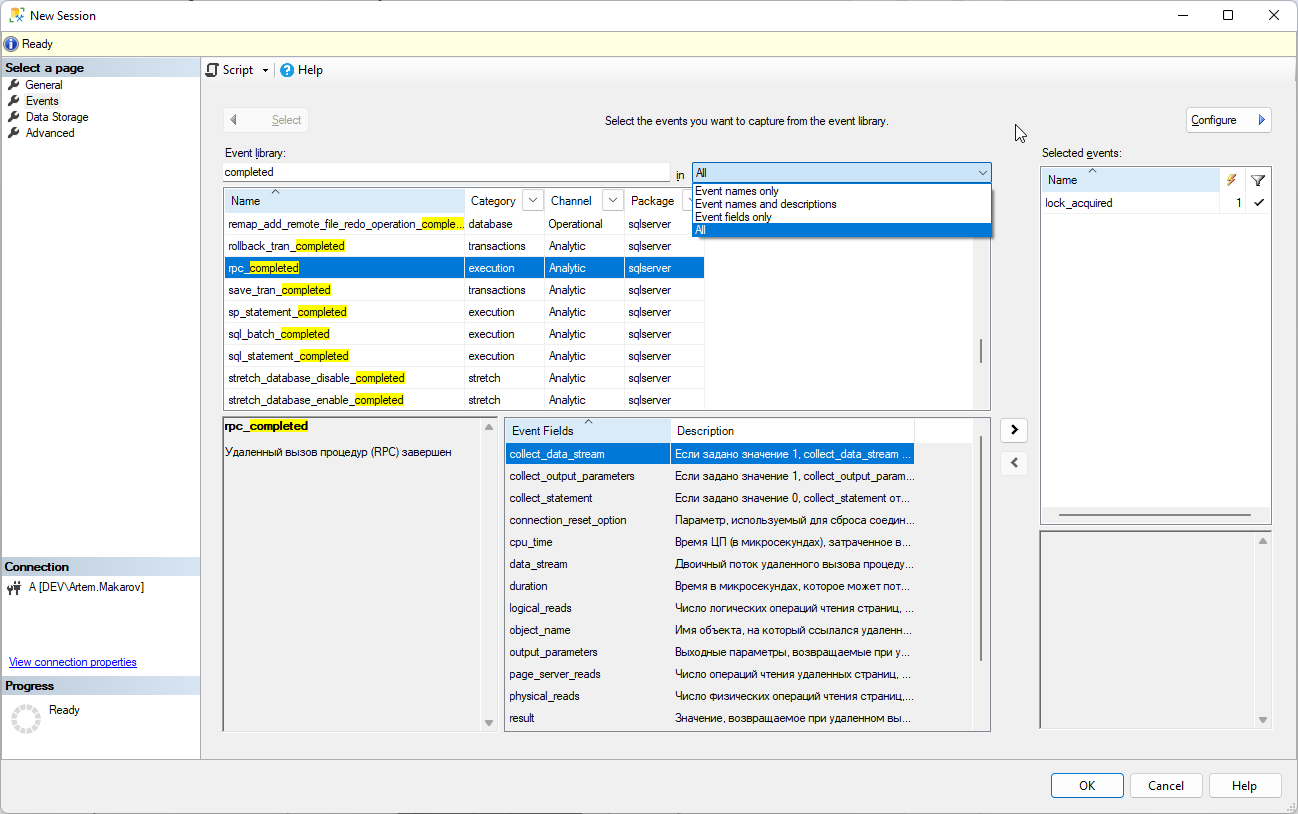 New Session
Ready
Select a page
General
Events
Data Storage
Advanced
Script
Help
Select
Select the events you want to capture from the event library.
Configure
Event library:
completed
in
All
Event names only
Event names and descriptions
Event fields only
All
Name Category Channel Package
remap_add_remote_file_redo_operation_comple... database Operational sqlserver
rollback_tran_completed transactions Analytic sqlserver
rpc_completed execution Analytic sqlserver
save_tran_completed transactions Analytic sqlserver
sp_statement_completed execution Analytic sqlserver
sql_batch_completed execution Analytic sqlserver
sql_statement_completed execution Analytic sqlserver
stretch_database_disable_completed stretch Analytic sqlserver
stretch_database_enable_completed stretch Analytic sqlserver
rpc_completed
Удаленный вызов процедур (RPC) завершен
Event Fields Description
collect_data_stream Если задано значение 1, collect_data_stream ...
collect_output_parameters Если задано значение 1, collect_output_param...
collect_statement Если задано значение 0, collect_statement от...
connection_reset_option Параметр, используемый для сброса соедин...
cpu_time Время ЦП (в микросекундах), затраченное в...
data_stream Двоичный поток удаленного вызова процеду...
duration Время в микросекундах, которое может пот...
logical_reads Число логических операций чтения страниц, ...
object_name Имя объекта, на который ссылался удаленн...
output_parameters Выходные параметры, возвращаемые при у...
page_server_reads Число операций чтения удаленных страниц, ...
physical_reads Число физических операций чтения страниц,...
result Значение, возвращаемое при удаленном вы...
Selected events:
Name
lock_acquired 1
Connection
A [DEV\Artem.Makarov]
View connection properties
Progress
Ready
OK
Cancel
Help